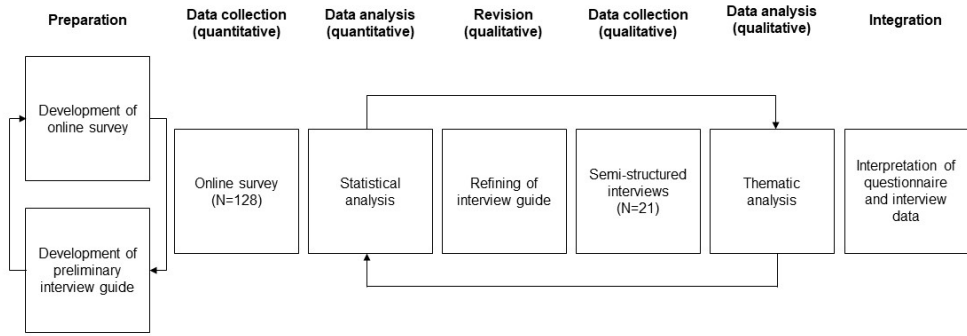 Preparation
Data collection
(quantitative)
Data analysis
(quantitative)
Revision
(qualitative)
Data collection
(qualitative)
Data analysis
(qualitative)
Integration
Development of
online survey
Development of
preliminary
interview guide
Online survey
(N=128)
Statistical
analysis
Refining of
interview guide
Semi-structured
interviews
(N=21)
Thematic
analysis
Interpretation of
questionnaire
and interview
data